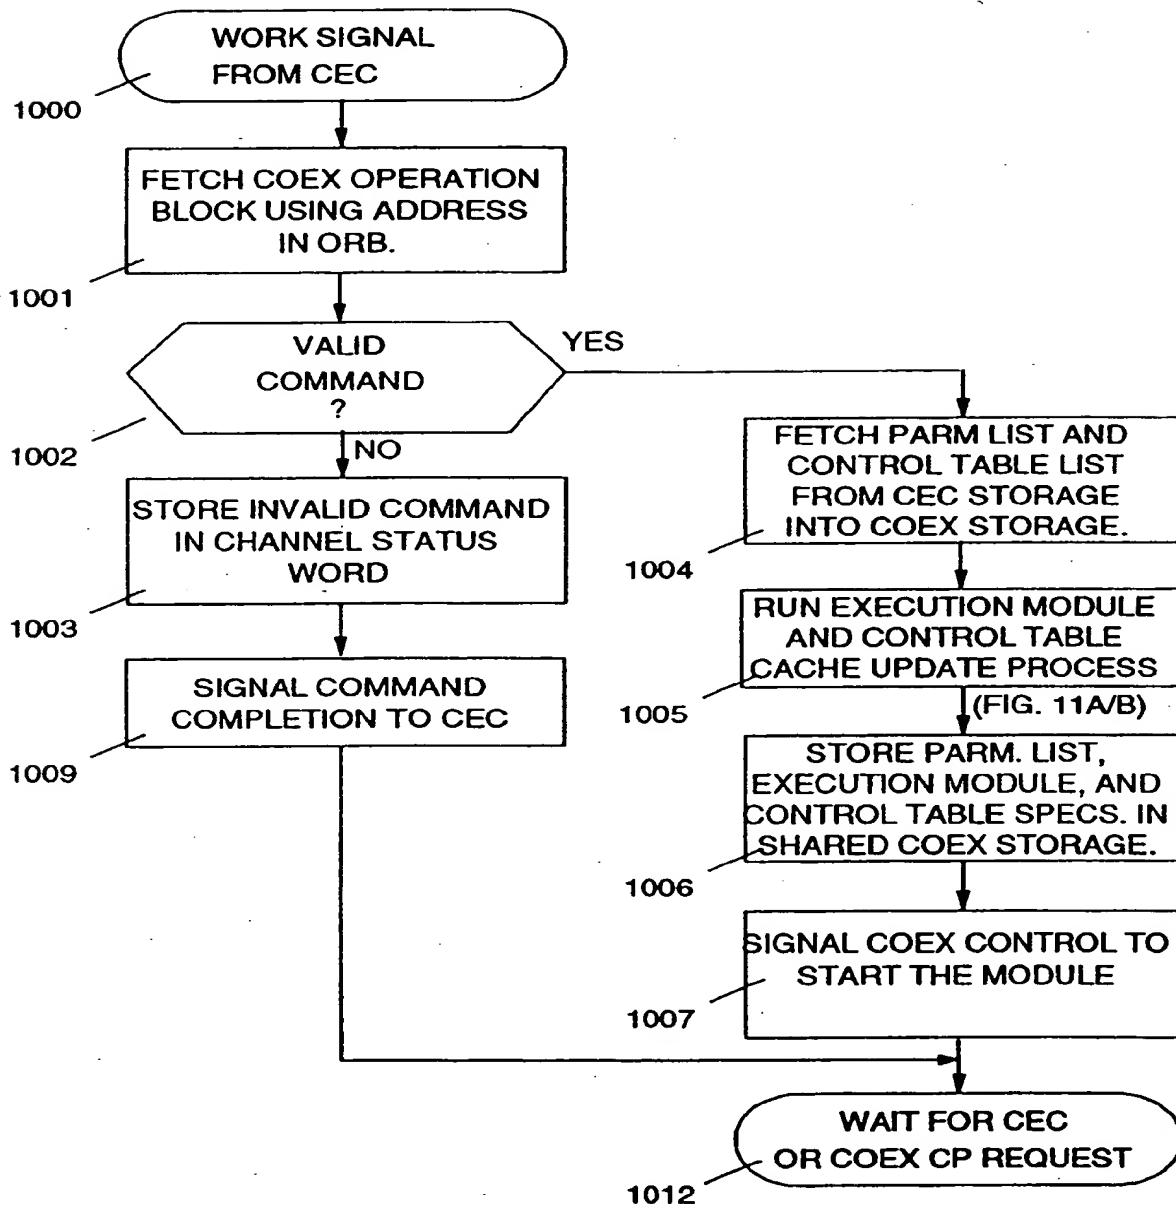 WORK SIGNAL
FROM CEC
1000
FETCH COEX OPERATION
BLOCK USING ADDRESS
IN ORB.
1001
VALID
COMMAND
?
1002
YES
NO
STORE INVALID COMMAND
IN CHANNEL STATUS
WORD
1003
SIGNAL COMMAND
COMPLETION TO CEC
1009
FETCH PARM LIST AND
CONTROL TABLE LIST
FROM CEC STORAGE
INTO COEX STORAGE.
1004
RUN EXECUTION MODULE
AND CONTROL TABLE
CACHE UPDATE PROCESS
1005
(FIG. 11A/B)
STORE PARM. LIST,
EXECUTION MODULE, AND
CONTROL TABLE SPECS. IN
SHARED COEX STORAGE.
1006
SIGNAL COEX CONTROL TO
START THE MODULE
1007
WAIT FOR CEC
OR COEX CP REQUEST
1012